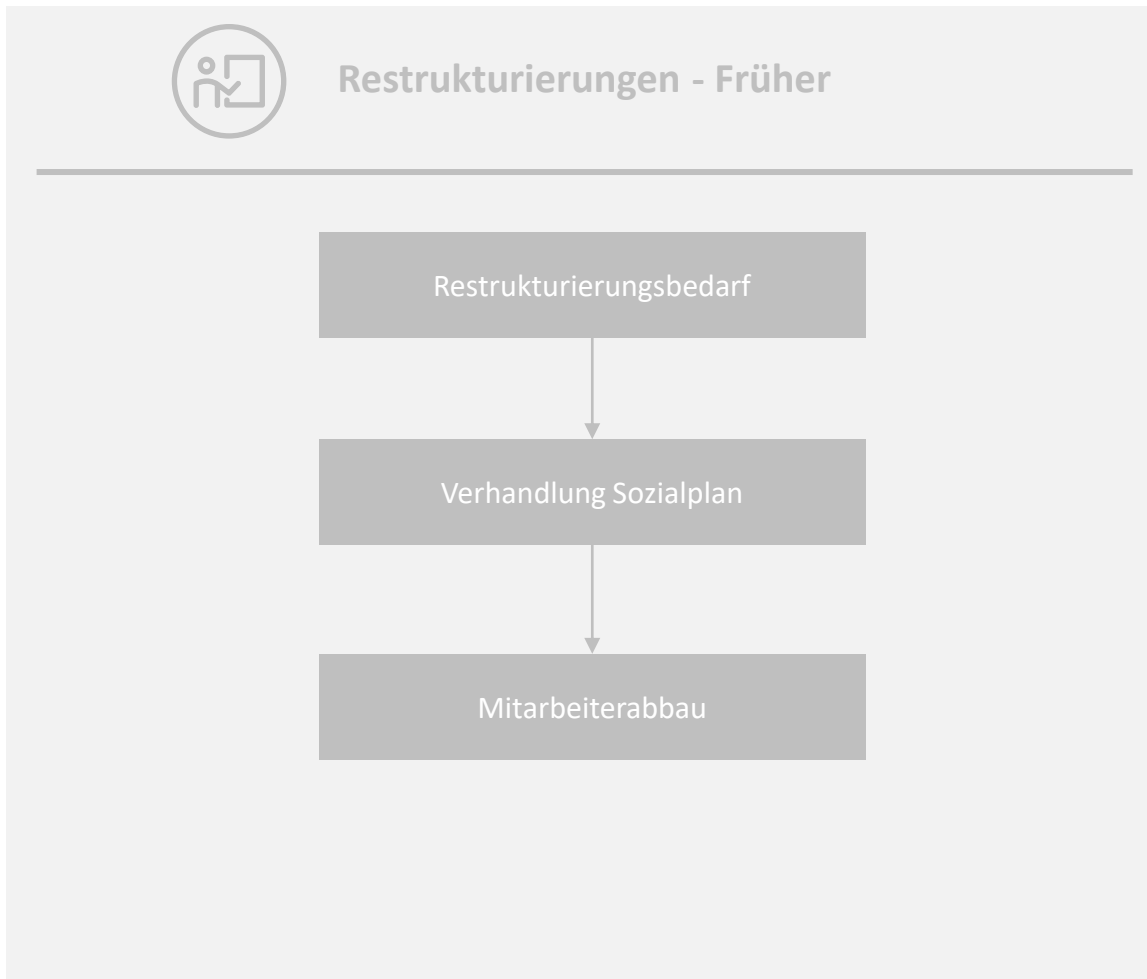 Restrukturierungen - Früher
Restrukturierungsbedarf
Verhandlung Sozialplan
Mitarbeiterabbau